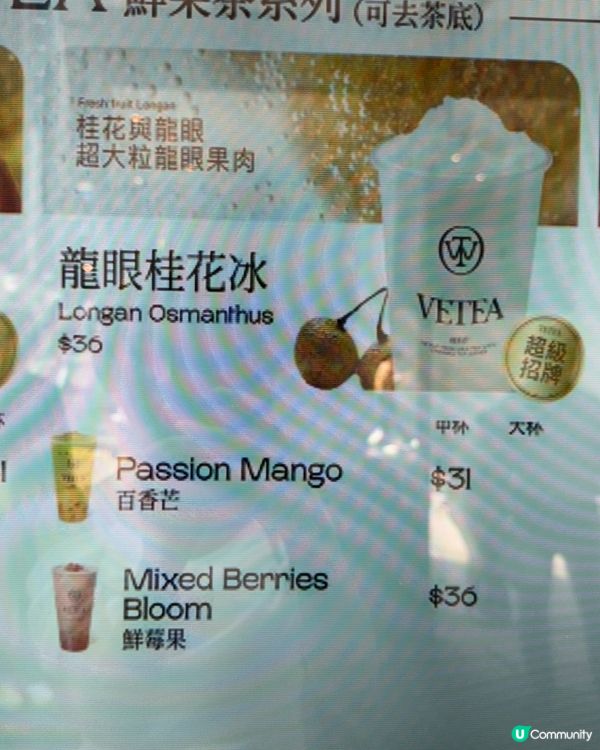 鮮果茶系列 (可去茶底)
Fresh fruit Longan
桂花與龍眼
超大粒龍眼果肉
VETEA
龍眼桂花冰
Longan Osmanthus
$36
超級
招牌
中杯 大杯
Passion Mango $31
百香芒
Mixed Berries
Bloom $36
鮮莓果
U Community